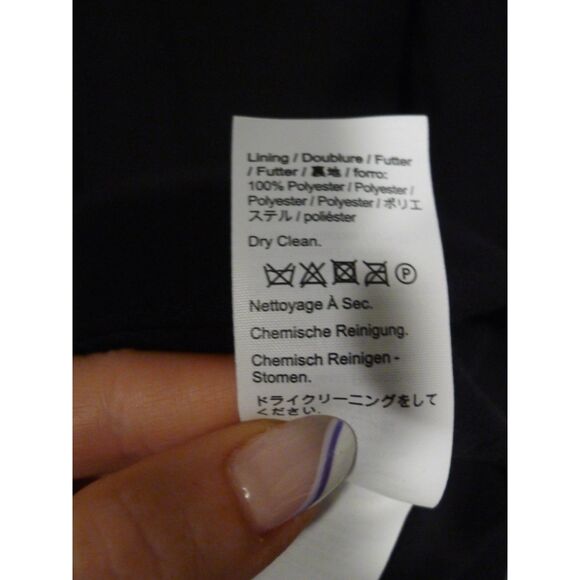 Lining / Doublure / Futter
/ Futter / 裏地 / forro:
100% Polyester / Polyester /
Polyester / Polyester / ポリエ
ステル / poliéster
Dry Clean.
P
Nettoyage À Sec.
Chemische Reinigung.
Chemisch Reinigen -
Stomen.
ドライクリーニングをして
ください.